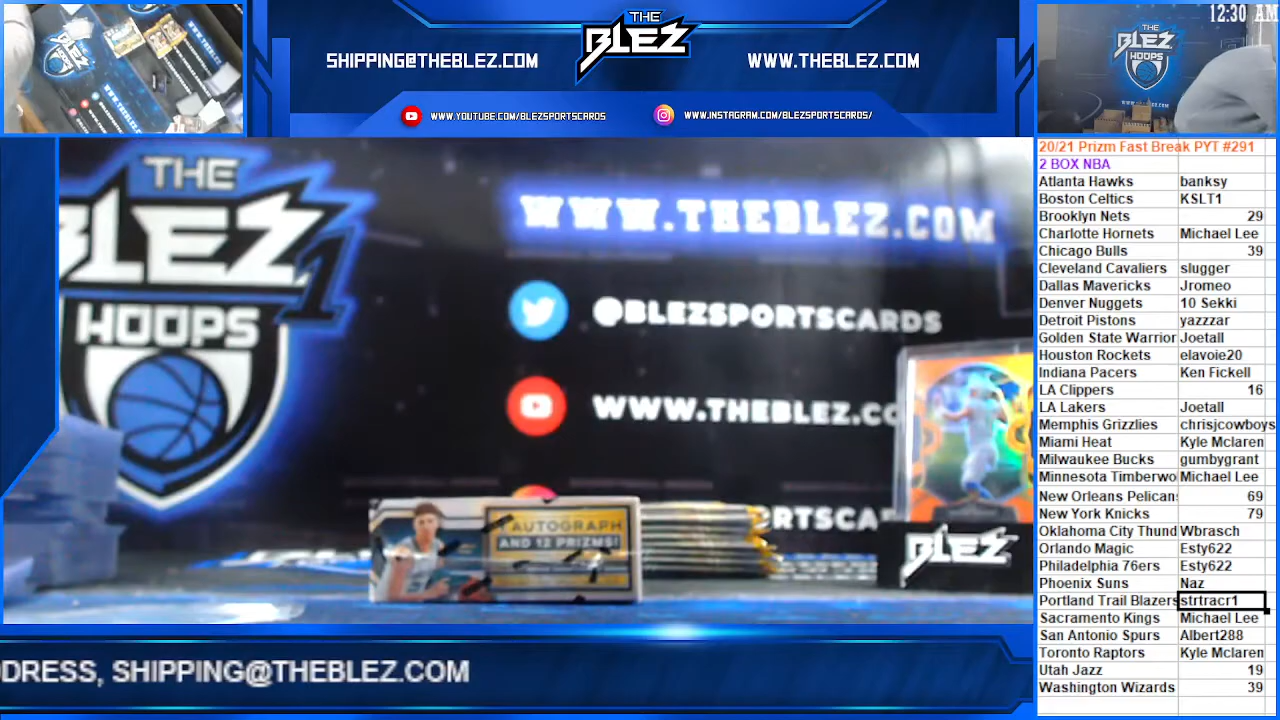 12:30 AM
THE
BLEZ
SHIPPING@THEBLEZ.COM
WWW.THEBLEZ.COM
WWW.YOUTUBE.COM/BLEZSPORTSCARDS
WWW.INSTAGRAM.COM/BLEZSPORTSCARDS/
BLEZ
HOOPS
THE
BLEZ
1
HOOPS
WWW.THEBLEZ.COM
@BLEZSPORTSCARDS
WWW.THEBLEZ.CO
RTSCA
1 AUTOGRAPH
AND 12 PRIZMS!
BLEZ
DRESS, SHIPPING@THEBLEZ.COM
20/21 Prizm Fast Break PYT #291
2 BOX NBA
Atlanta Hawks banksy
Boston Celtics KSLT1
Brooklyn Nets 29
Charlotte Hornets Michael Lee
Chicago Bulls 39
Cleveland Cavaliers slugger
Dallas Mavericks Jromeo
Denver Nuggets 10 Sekki
Detroit Pistons yazzzar
Golden State Warrior Joetall
Houston Rockets elavoie20
Indiana Pacers Ken Fickell
LA Clippers 16
LA Lakers Joetall
Memphis Grizzlies chrisjcowboys
Miami Heat Kyle Mclaren
Milwaukee Bucks gumbygrant
Minnesota Timberwo Michael Lee
New Orleans Pelicans 69
New York Knicks 79
Oklahoma City Thund Wbrasch
Orlando Magic Esty622
Philadelphia 76ers Esty622
Phoenix Suns Naz
Portland Trail Blazers strtracr1
Sacramento Kings Michael Lee
San Antonio Spurs Albert288
Toronto Raptors Kyle Mclaren
Utah Jazz 19
Washington Wizards 39